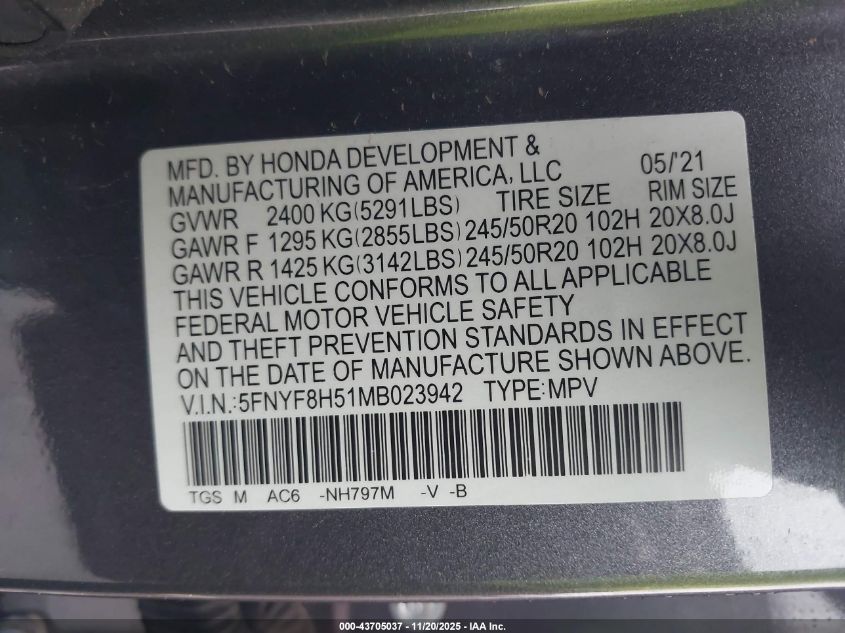 MFD. BY HONDA DEVELOPMENT & 05/'21
MANUFACTURING OF AMERICA, LLC
GVWR 2400 KG(5291LBS) TIRE SIZE RIM SIZE
GAWR F 1295 KG(2855LBS) 245/50R20 102H 20X8.0J
GAWR R 1425 KG(3142LBS) 245/50R20 102H 20X8.0J
THIS VEHICLE CONFORMS TO ALL APPLICABLE
FEDERAL MOTOR VEHICLE SAFETY
AND THEFT PREVENTION STANDARDS IN EFFECT
ON THE DATE OF MANUFACTURE SHOWN ABOVE.
V.I.N.:5FNYF8H51MB023942 TYPE:MPV
TGS M AC6 -NH797M -V -B
000-43705037 - 11/20/2025 - IAA Inc.